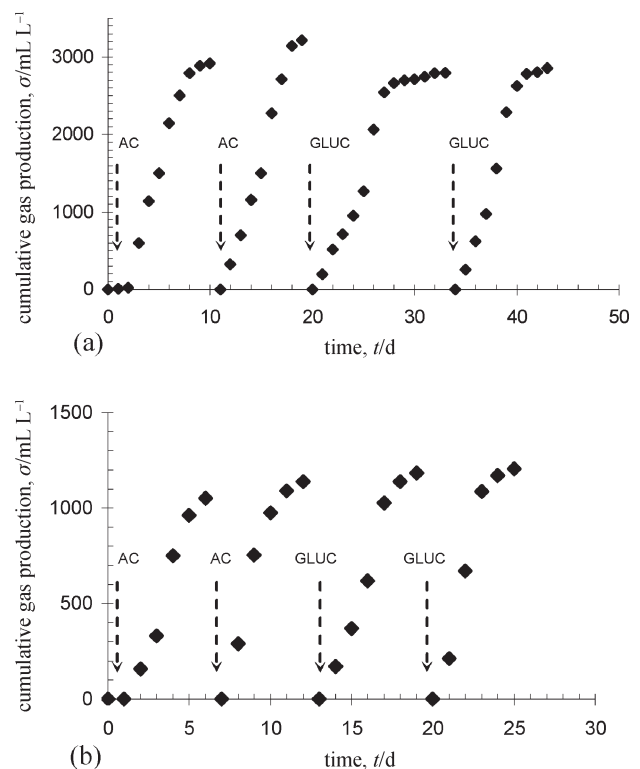 cumulative gas production, σ/mL L⁻¹
3000
2000
1000
0
AC
AC
GLUC
GLUC
0
10
20
30
40
50
(a)
time, t/d
cumulative gas production, σ/mL L⁻¹
1500
1000
500
0
AC
AC
GLUC
GLUC
0
5
10
15
20
25
30
(b)
time, t/d